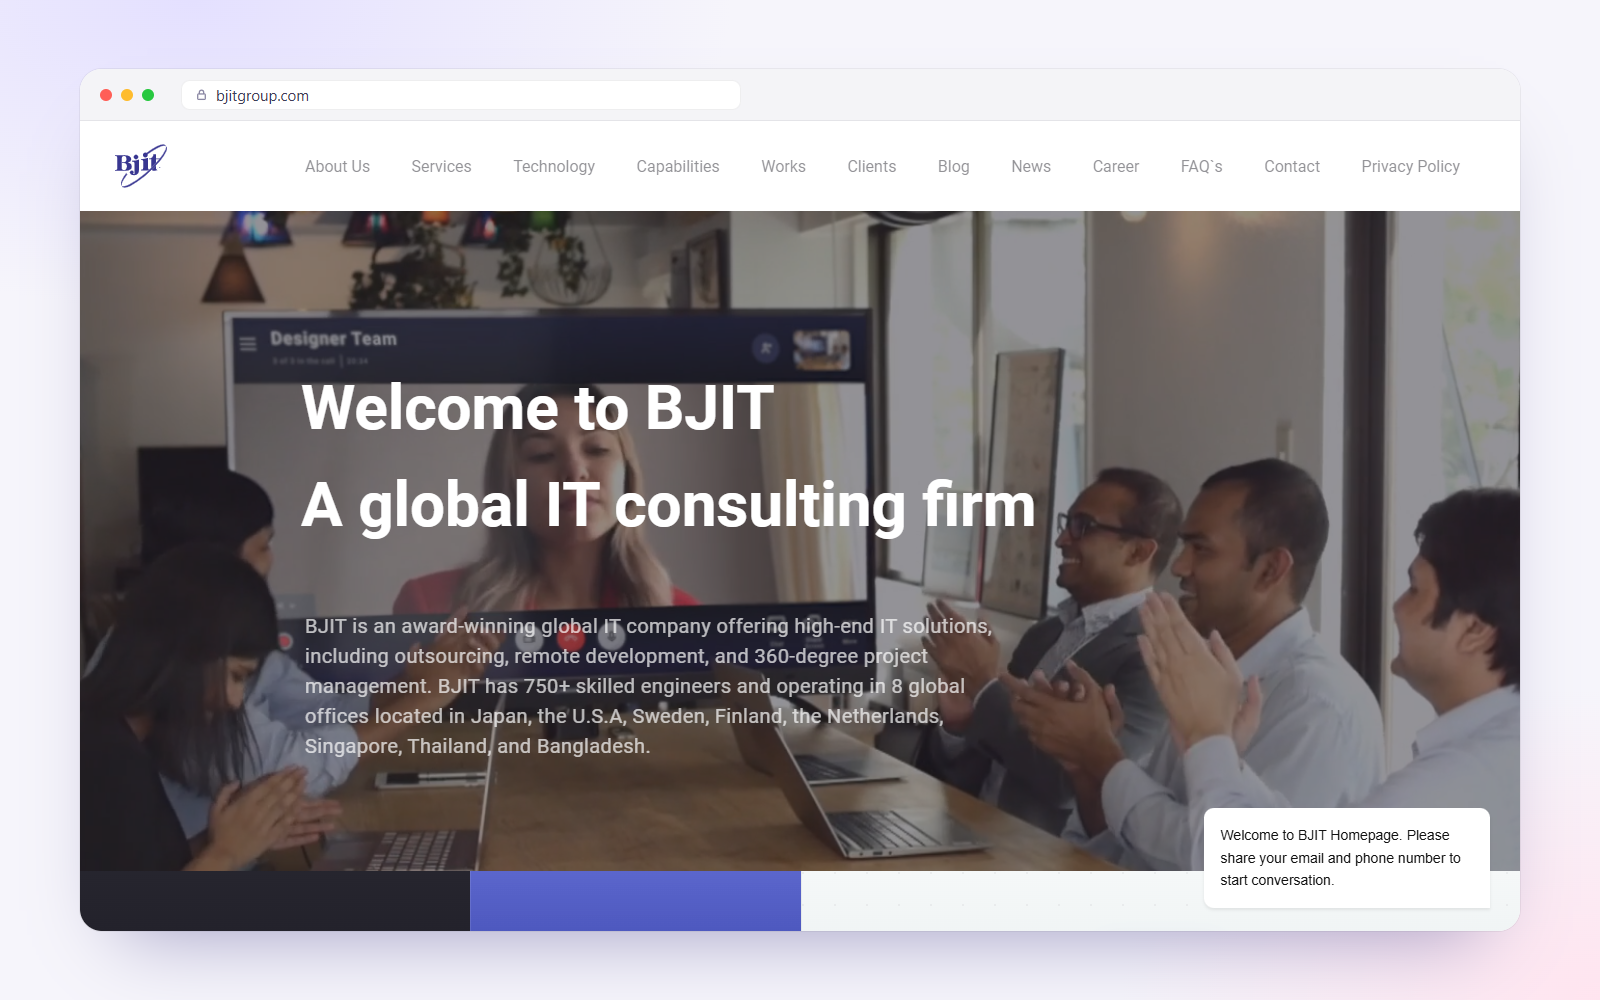 bjitgroup.com
Bjit
About Us Services Technology Capabilities Works Clients Blog News Career FAQ`s Contact Privacy Policy
Designer Team
Welcome to BJIT
A global IT consulting firm
BJIT is an award-winning global IT company offering high-end IT solutions,
including outsourcing, remote development, and 360-degree project
management. BJIT has 750+ skilled engineers and operating in 8 global
offices located in Japan, the U.S.A, Sweden, Finland, the Netherlands,
Singapore, Thailand, and Bangladesh.
Welcome to BJIT Homepage. Please
share your email and phone number to
start conversation.